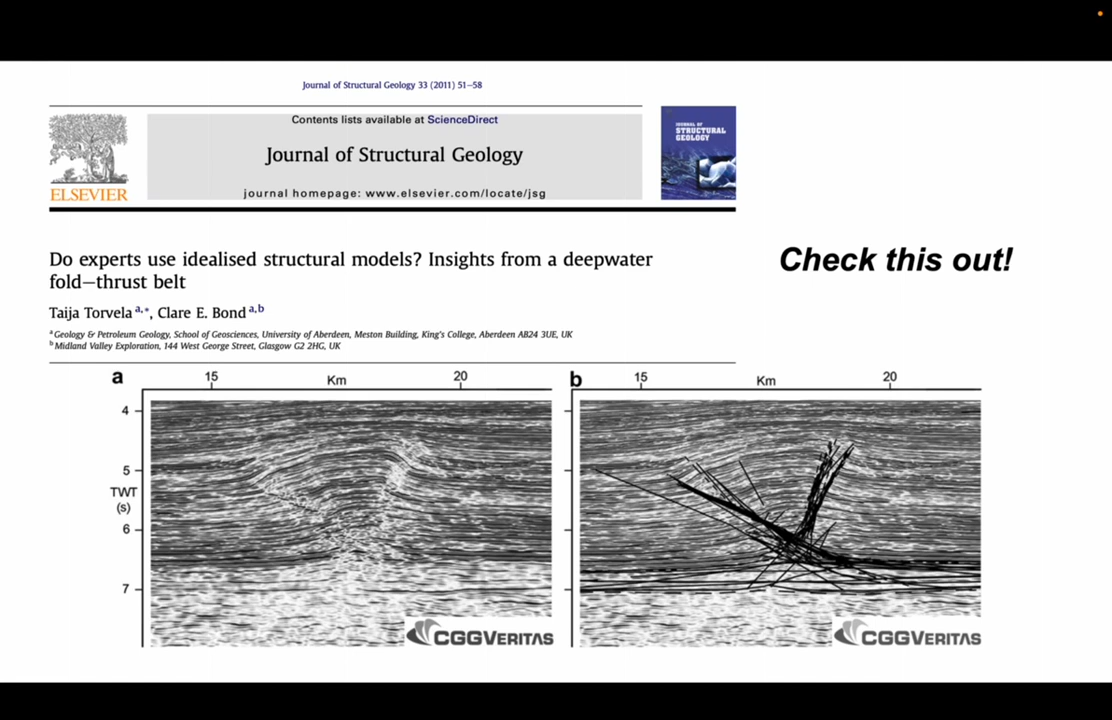 Journal of Structural Geology 33 (2011) 51–58
Contents lists available at ScienceDirect
Journal of Structural Geology
journal homepage: www.elsevier.com/locate/jsg
ELSEVIER
JOURNAL OF
STRUCTURAL
GEOLOGY
Do experts use idealised structural models? Insights from a deepwater
fold–thrust belt
Check this out!
Taija Torvela a,*, Clare E. Bond a,b
a Geology & Petroleum Geology, School of Geosciences, University of Aberdeen, Meston Building, King's College, Aberdeen AB24 3UE, UK
b Midland Valley Exploration, 144 West George Street, Glasgow G2 2HG, UK
a
15 Km 20
4
5
TWT
(s)
6
7
CGGVERITAS
b
15 Km 20
CGGVERITAS